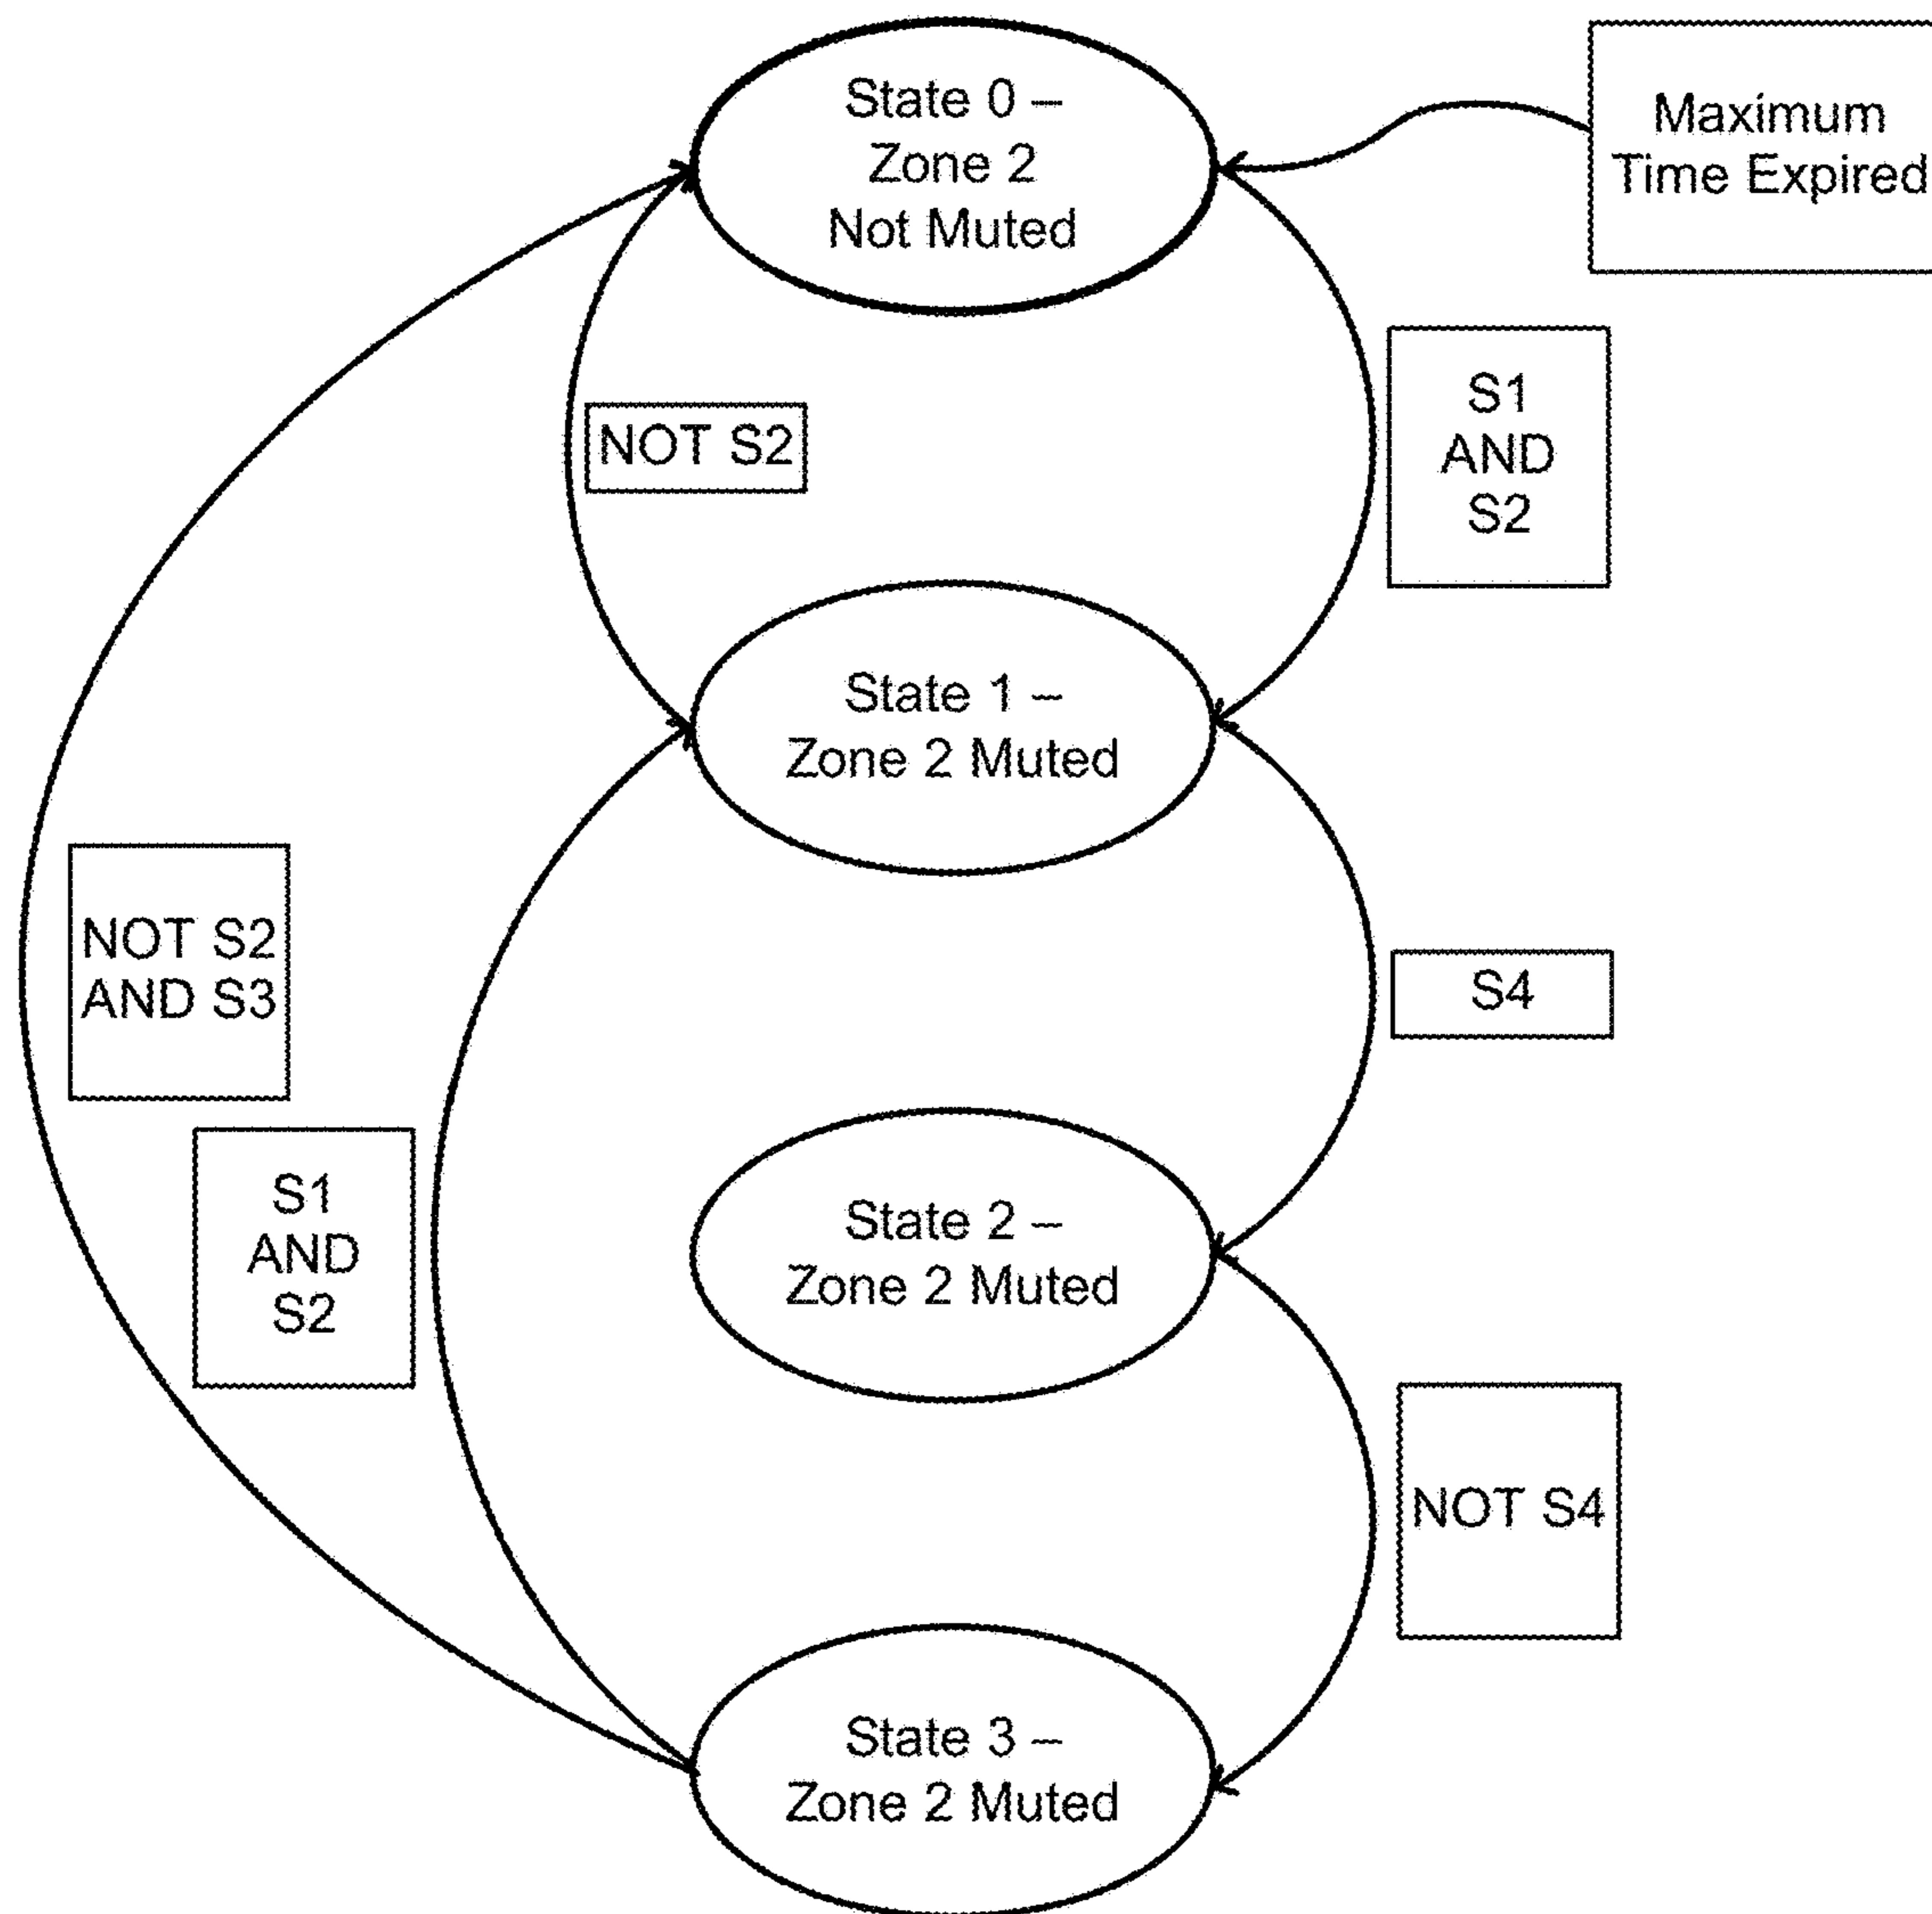 State 0 –
Zone 2
Not Muted
Maximum
Time Expired
NOT S2
S1
AND
S2
State 1 –
Zone 2 Muted
NOT S2
AND S3
S4
S1
AND
S2
State 2 –
Zone 2 Muted
NOT S4
State 3 –
Zone 2 Muted